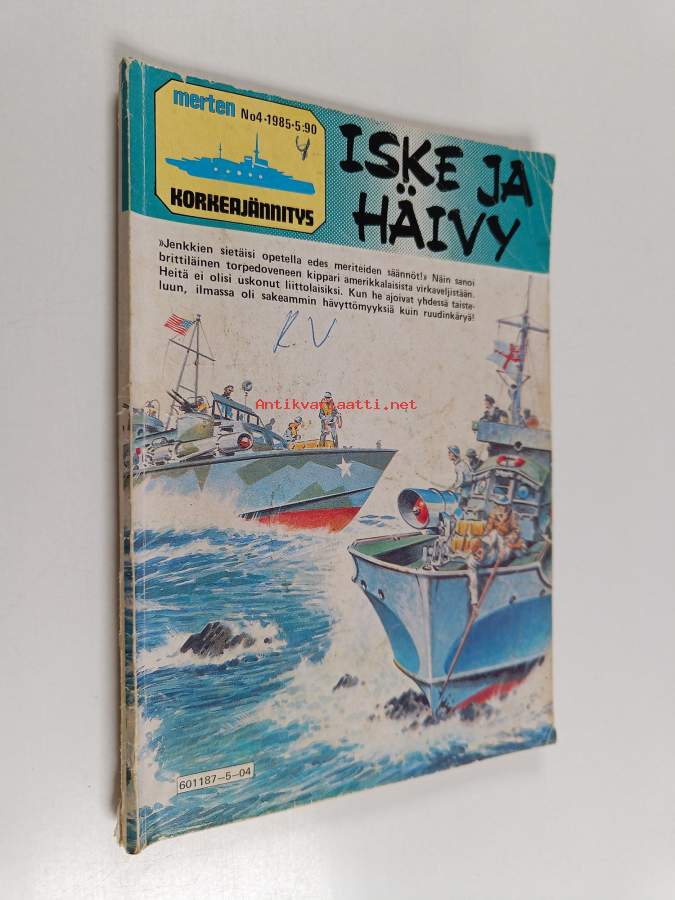 merten
No4-1985-5:90
4
KORKEAJÄNNITYS
ISKE JA
HÄIVY
»Jenkkien sietäisi opetella edes meriteiden säännöt!» Näin sanoi
brittiläinen torpedoveneen kippari amerikkalaisista virkaveljistään.
Heitä ei olisi uskonut liittolaisiksi. Kun he ajoivat yhdessä taiste-
luun, ilmassa oli sakeammin hävyttömyyksiä kuin ruudinkäryä!
R.V
Antikvariaatti.net
601187-5-04